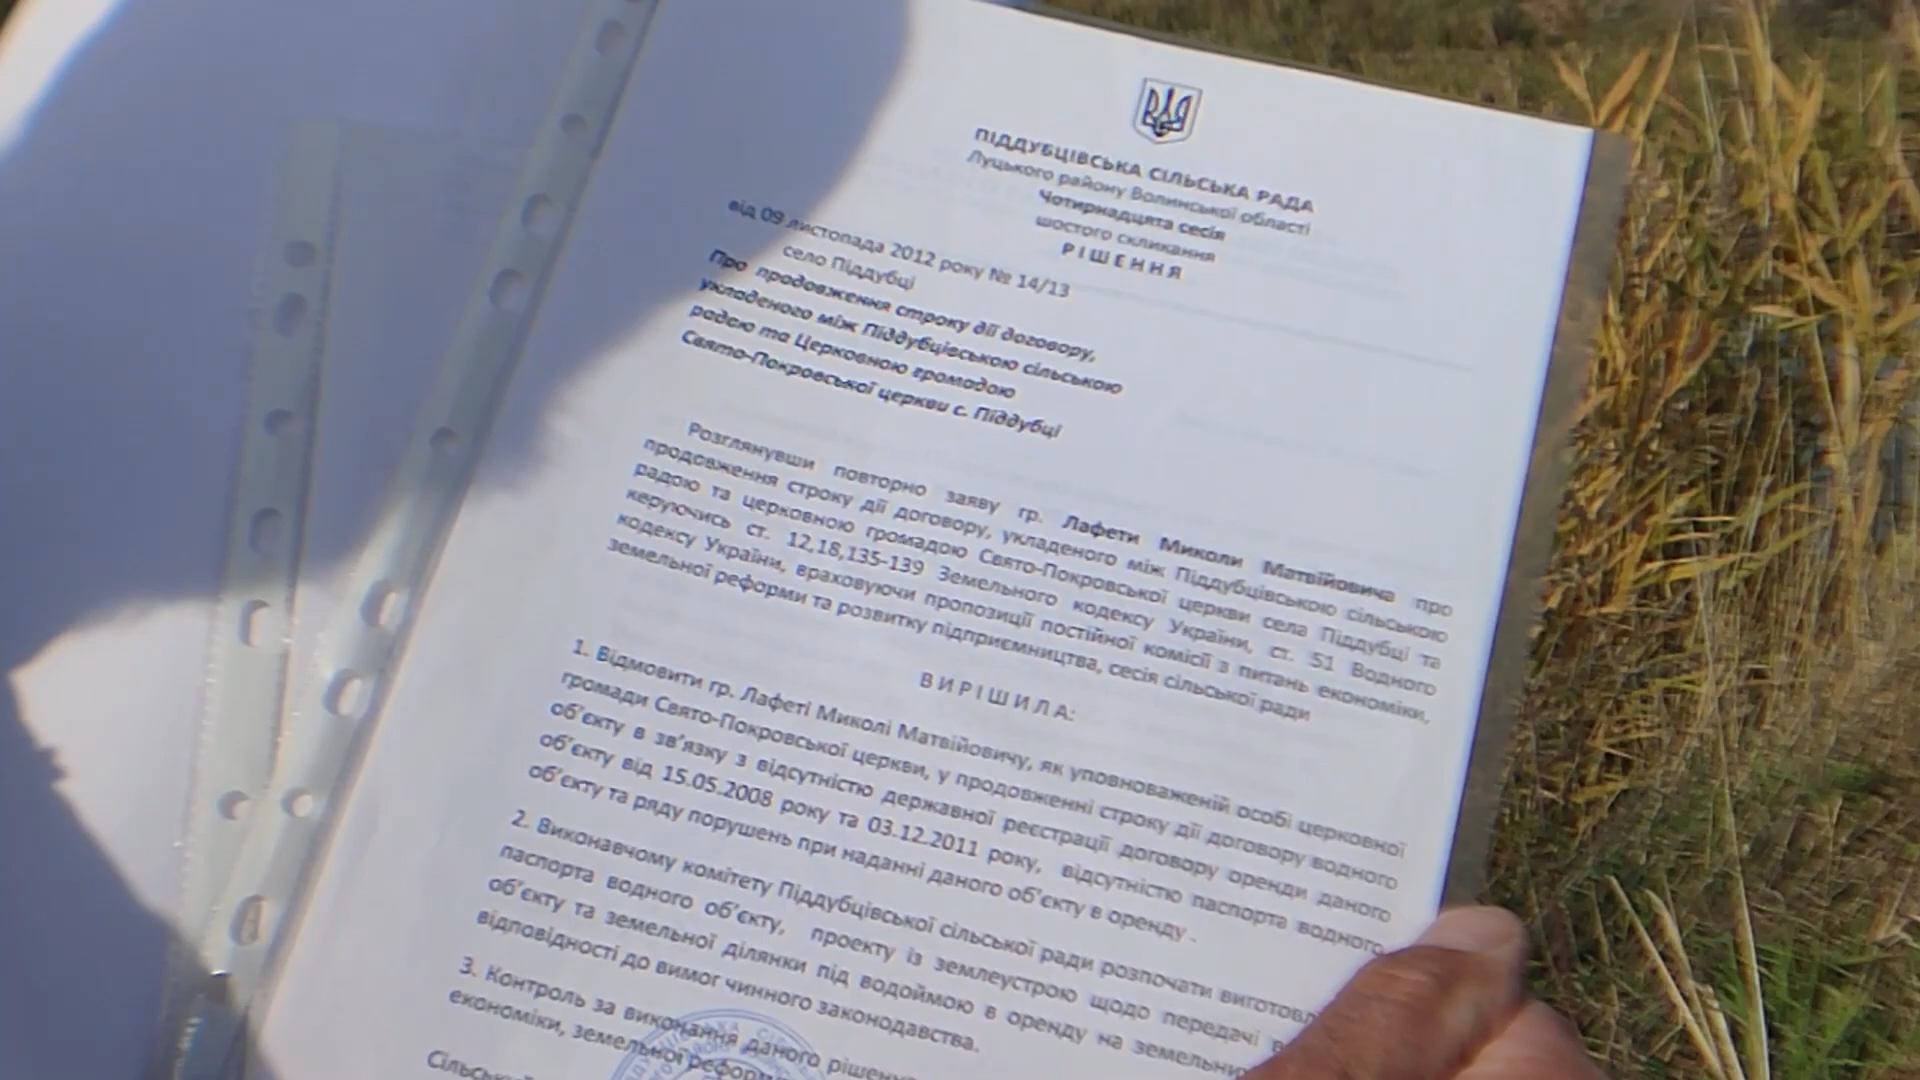 ПІДДУБЦІВСЬКА СІЛЬСЬКА РАДА
Луцького району Волинської області
Чотирнадцята сесія
шостого скликання
Р І Ш Е Н Н Я
від 09 листопада 2012 року № 14/13
село Піддубці
Про продовження строку дії договору,
укладеного між Піддубцівською сільською
радою та Церковною громадою
Свято-Покровської церкви с. Піддубці
Розглянувши повторно заяву гр. Лафети Миколи Матвійовича про
продовження строку дії договору, укладеного між Піддубцівською сільською
радою та церковною громадою Свято-Покровської церкви села Піддубці та
керуючись ст. 12,18,135-139 Земельного кодексу України, ст. 51 Водного
кодексу України, враховуючи пропозиції постійної комісії з питань економіки,
земельної реформи та розвитку підприємництва, сесія сільської ради
В И Р І Ш И Л А:
1. Відмовити гр. Лафеті Миколі Матвійовичу, як уповноваженій особі церковної
громади Свято-Покровської церкви, у продовженні строку дії договору водного
об'єкту в зв'язку з відсутністю державної реєстрації договору оренди даного
об'єкту від 15.05.2008 року та 03.12.2011 року, відсутністю паспорта водного
об'єкту та ряду порушень при наданні даного об'єкту в оренду.
2. Виконавчому комітету Піддубцівської сільської ради розпочати
паспорта водного об'єкту, проекту із землеустрою щодо передачі
об'єкту та земельної ділянки під водоймою в оренду на
відповідності до вимог чинного законодавства.
3. Контроль за виконання даного
економіки, земельної